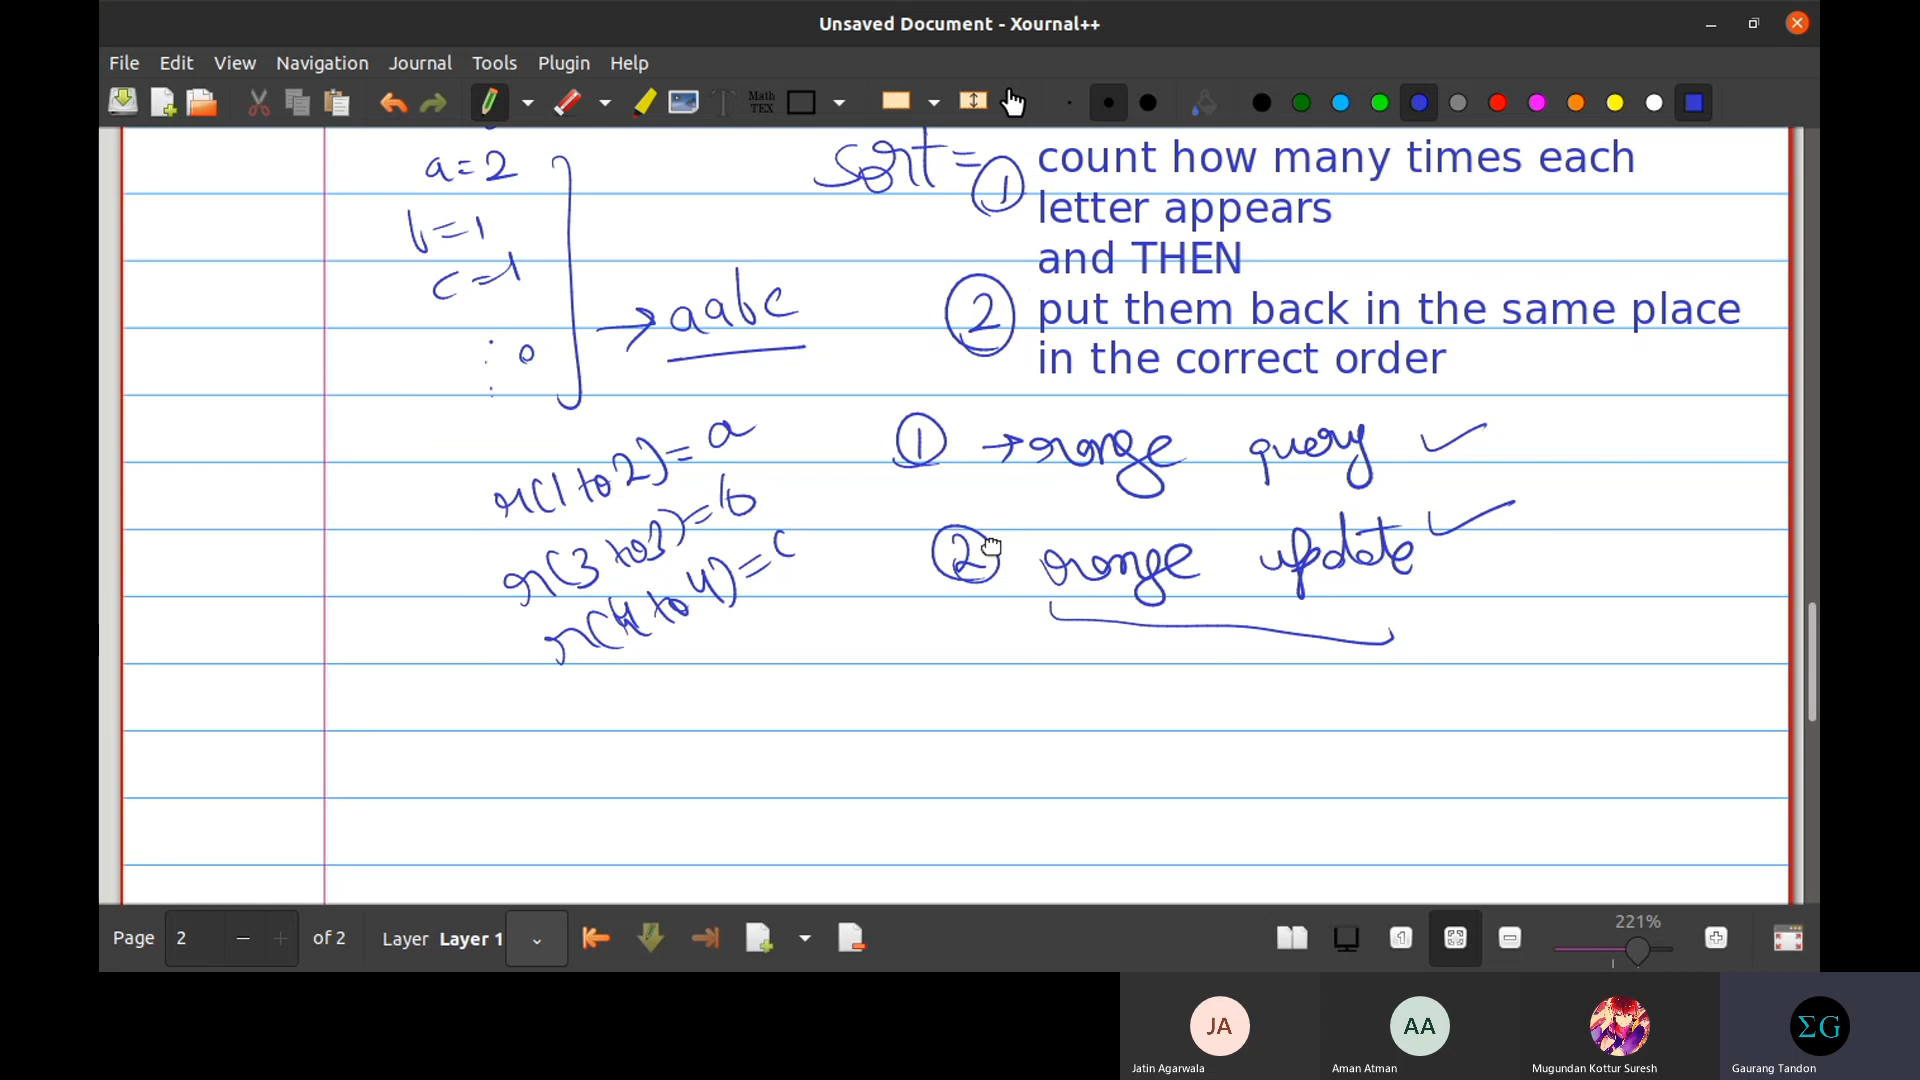 Unsaved Document - Xournal++
File Edit View Navigation Journal Tools Plugin Help
Math
TEX
a=2
b=1
c=1
0
→ aabc
sort =
1 count how many times each
letter appears
and THEN
2 put them back in the same place
in the correct order
r(1 to 2) = a
r(3 to 3) = b
r(4 to 4) = c
1 → range query ✓
2 range update ✓
Page 2 of 2 Layer Layer 1
1
221%
JA
AA
ΣG
Jatin Agarwala
Aman Atman
Mugundan Kottur Suresh
Gaurang Tandon